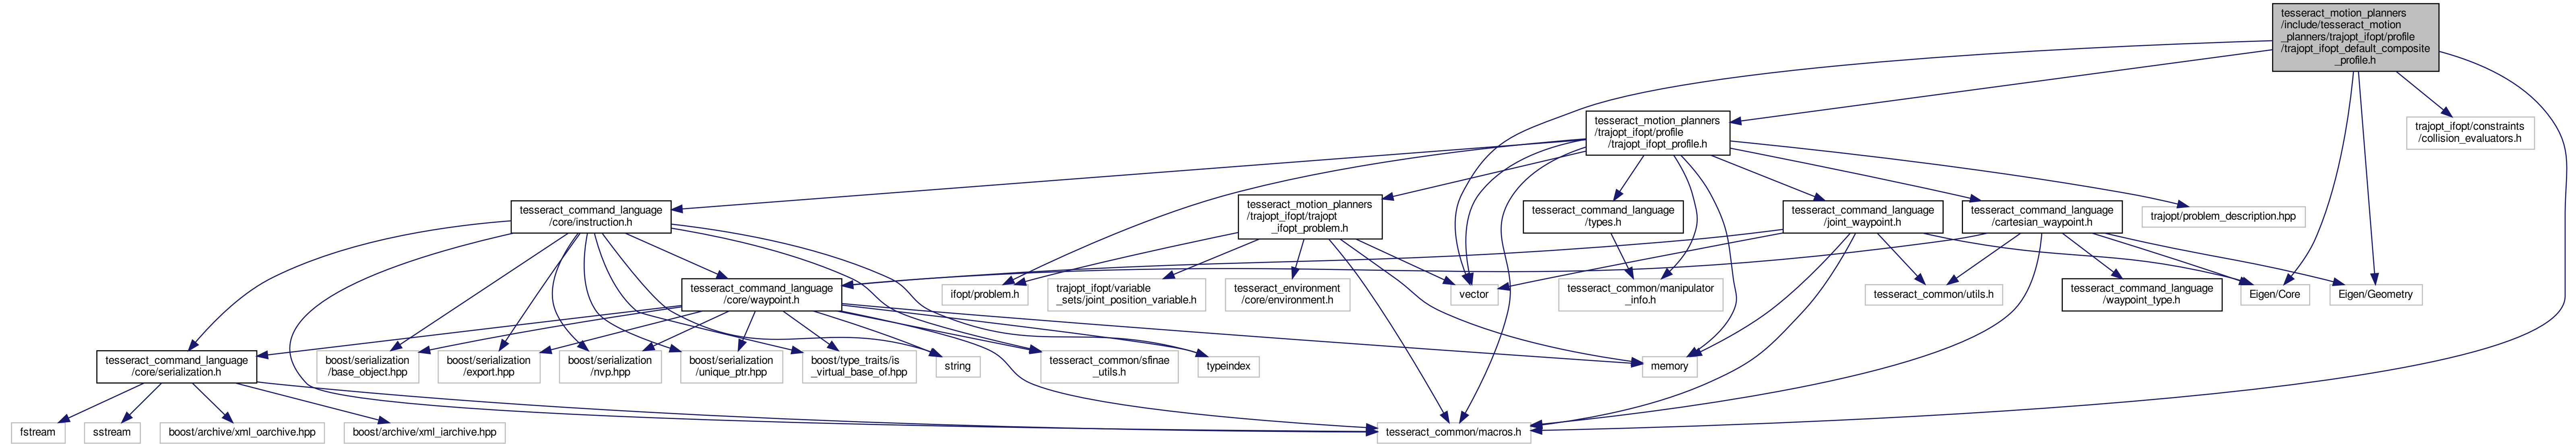 tesseract_motion_planners
/include/tesseract_motion
_planners/trajopt_ifopt/profile
/trajopt_ifopt_default_composite
_profile.h
tesseract_motion_planners
/trajopt_ifopt/profile
/trajopt_ifopt_profile.h
trajopt_ifopt/constraints
/collision_evaluators.h
tesseract_command_language
/core/instruction.h
tesseract_motion_planners
/trajopt_ifopt/trajopt
_ifopt_problem.h
tesseract_command_language
/types.h
tesseract_command_language
/joint_waypoint.h
tesseract_command_language
/cartesian_waypoint.h
trajopt/problem_description.hpp
tesseract_command_language
/core/waypoint.h
ifopt/problem.h
trajopt_ifopt/variable
_sets/joint_position_variable.h
tesseract_environment
/core/environment.h
vector
tesseract_common/manipulator
_info.h
tesseract_common/utils.h
tesseract_command_language
/waypoint_type.h
Eigen/Core
Eigen/Geometry
tesseract_command_language
/core/serialization.h
boost/serialization
/base_object.hpp
boost/serialization
/export.hpp
boost/serialization
/nvp.hpp
boost/serialization
/unique_ptr.hpp
boost/type_traits/is
_virtual_base_of.hpp
string
tesseract_common/sfinae
_utils.h
typeindex
memory
fstream
sstream
boost/archive/xml_oarchive.hpp
boost/archive/xml_iarchive.hpp
tesseract_common/macros.h